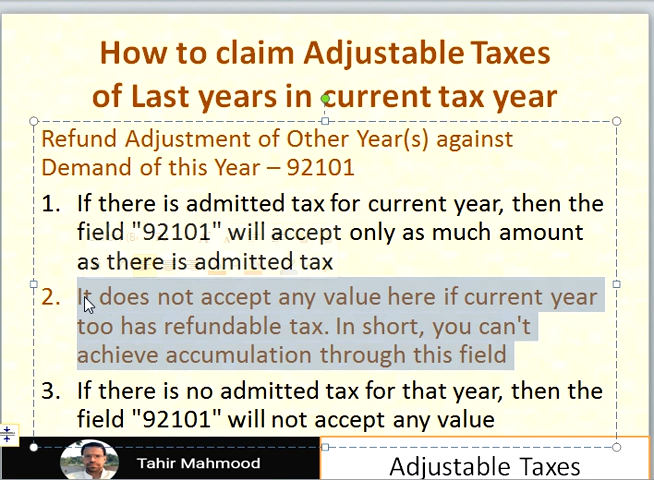 How to claim Adjustable Taxes
of Last years in current tax year
Refund Adjustment of Other Year(s) against
Demand of this Year – 92101
1. If there is admitted tax for current year, then the
field "92101" will accept only as much amount
as there is admitted tax
2. It does not accept any value here if current year
too has refundable tax. In short, you can't
achieve accumulation through this field
3. If there is no admitted tax for that year, then the
field "92101" will not accept any value
Tahir Mahmood
Adjustable Taxes